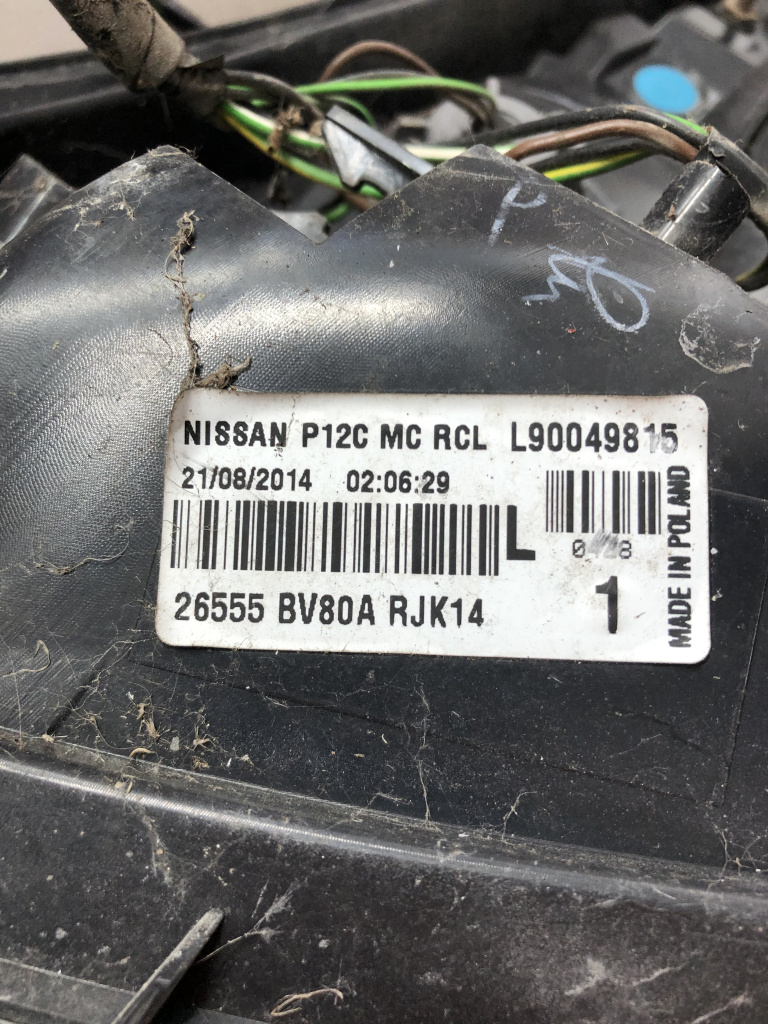 NISSAN P12C MC RCL L90049815
21/08/2014 02:06:29
L
26555 BV80A RJK14
1
MADE IN POLAND